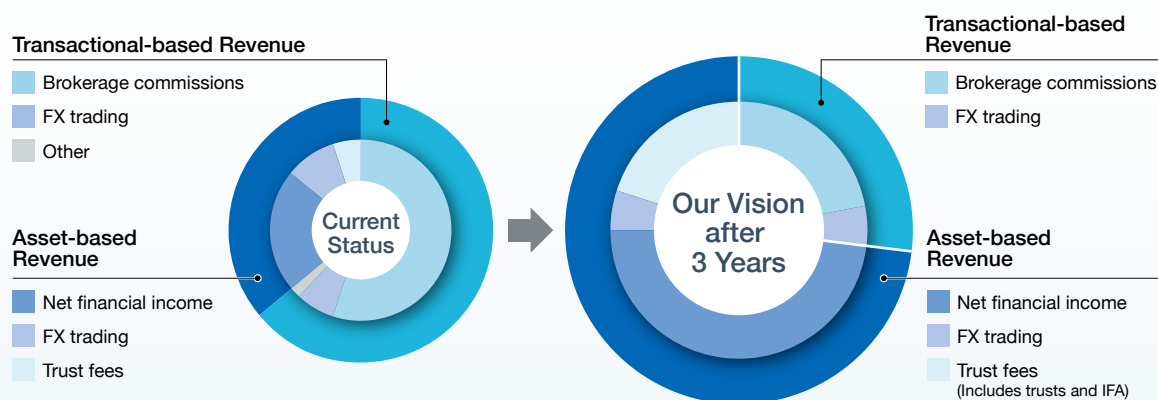 Transactional-based Revenue
Brokerage commissions
FX trading
Other
Asset-based
Revenue
Net financial income
FX trading
Trust fees
Current
Status
Our Vision
after
3 Years
Transactional-based
Revenue
Brokerage commissions
FX trading
Asset-based
Revenue
Net financial income
FX trading
Trust fees
(Includes trusts and IFA)